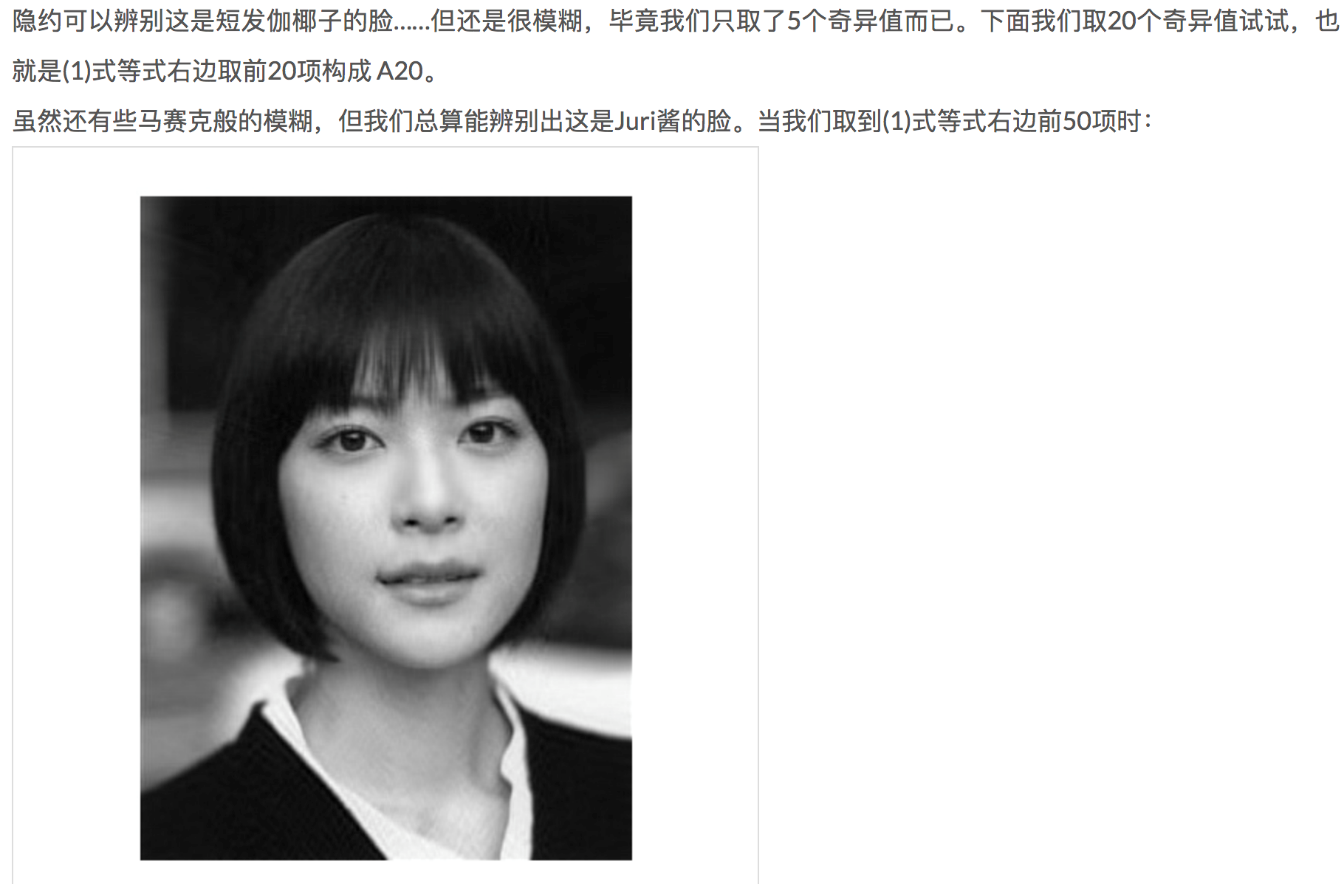 隐约可以辨别这是短发伽椰子的脸……但还是很模糊，毕竟我们只取了5个奇异值而已。下面我们取20个奇异值试试，也
就是(1)式等式右边取前20项构成 A20。
虽然还有些马赛克般的模糊，但我们总算能辨别出这是Juri酱的脸。当我们取到(1)式等式右边前50项时：